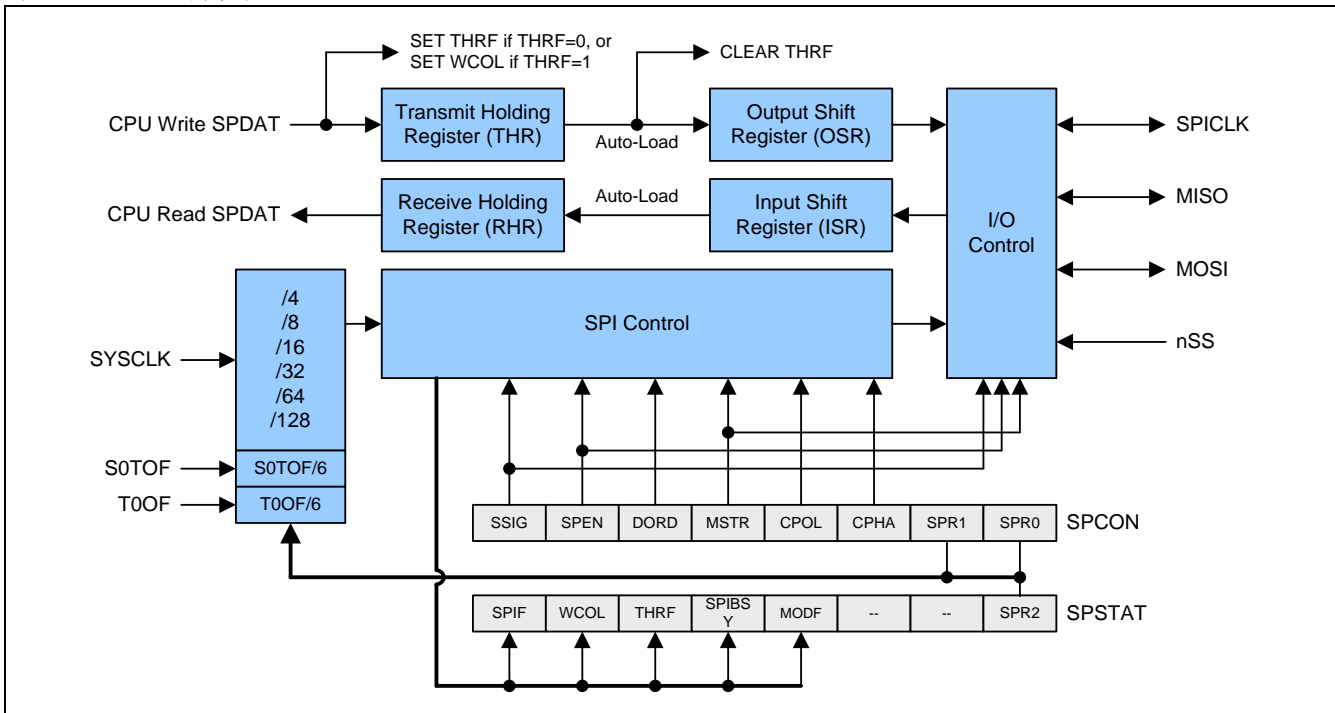 SET THRF if THRF=0, or
SET WCOL if THRF=1
CLEAR THRF
CPU Write SPDAT
Transmit Holding
Register (THR)
Auto-Load
Output Shift
Register (OSR)
SPICLK
CPU Read SPDAT
Receive Holding
Register (RHR)
Auto-Load
Input Shift
Register (ISR)
I/O
Control
MISO
MOSI
nSS
SYSCLK
/4
/8
/16
/32
/64
/128
SPI Control
S0TOF
S0TOF/6
T0OF
T0OF/6
SSIG SPEN DORD MSTR CPOL CPHA SPR1 SPR0 SPCON
SPIF WCOL THRF SPIBS
Y MODF -- -- SPR2 SPSTAT